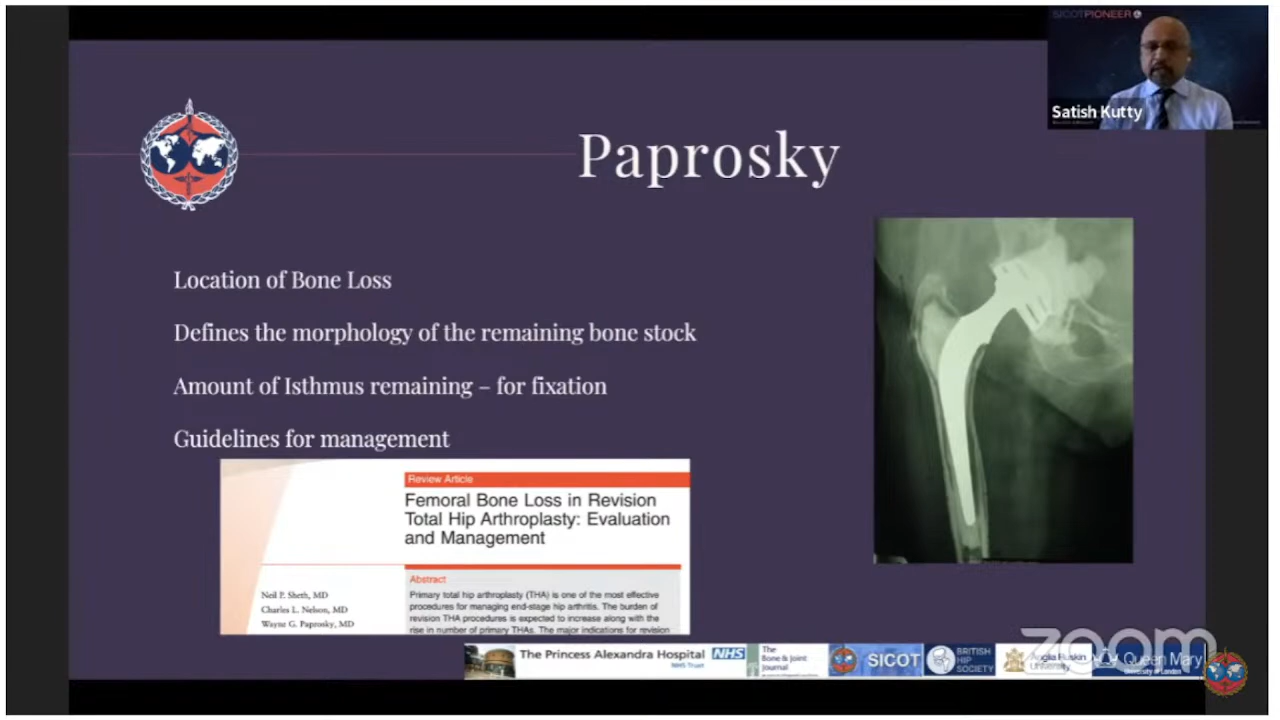 SICOTPIONEER
Satish Kutty
Paprosky
Location of Bone Loss
Defines the morphology of the remaining bone stock
Amount of Isthmus remaining – for fixation
Guidelines for management
Review Article
Femoral Bone Loss in Revision
Total Hip Arthroplasty: Evaluation
and Management
Abstract
Neil P. Sheth, MD
Charles L. Nelson, MD
Wayne G. Paprosky, MD
Primary total hip arthroplasty (THA) is one of the most effective
procedures for managing end-stage hip arthritis. The burden of
revision THA procedures is expected to increase along with the
rise in number of primary THAs. The major indications for revision
The Princess Alexandra Hospital NHS
NHS Trust
The
Bone & Joint
Journal
SICOT
BRITISH
HIP
SOCIETY
Anglia Ruskin
University
Queen Mary
University of London
zoom